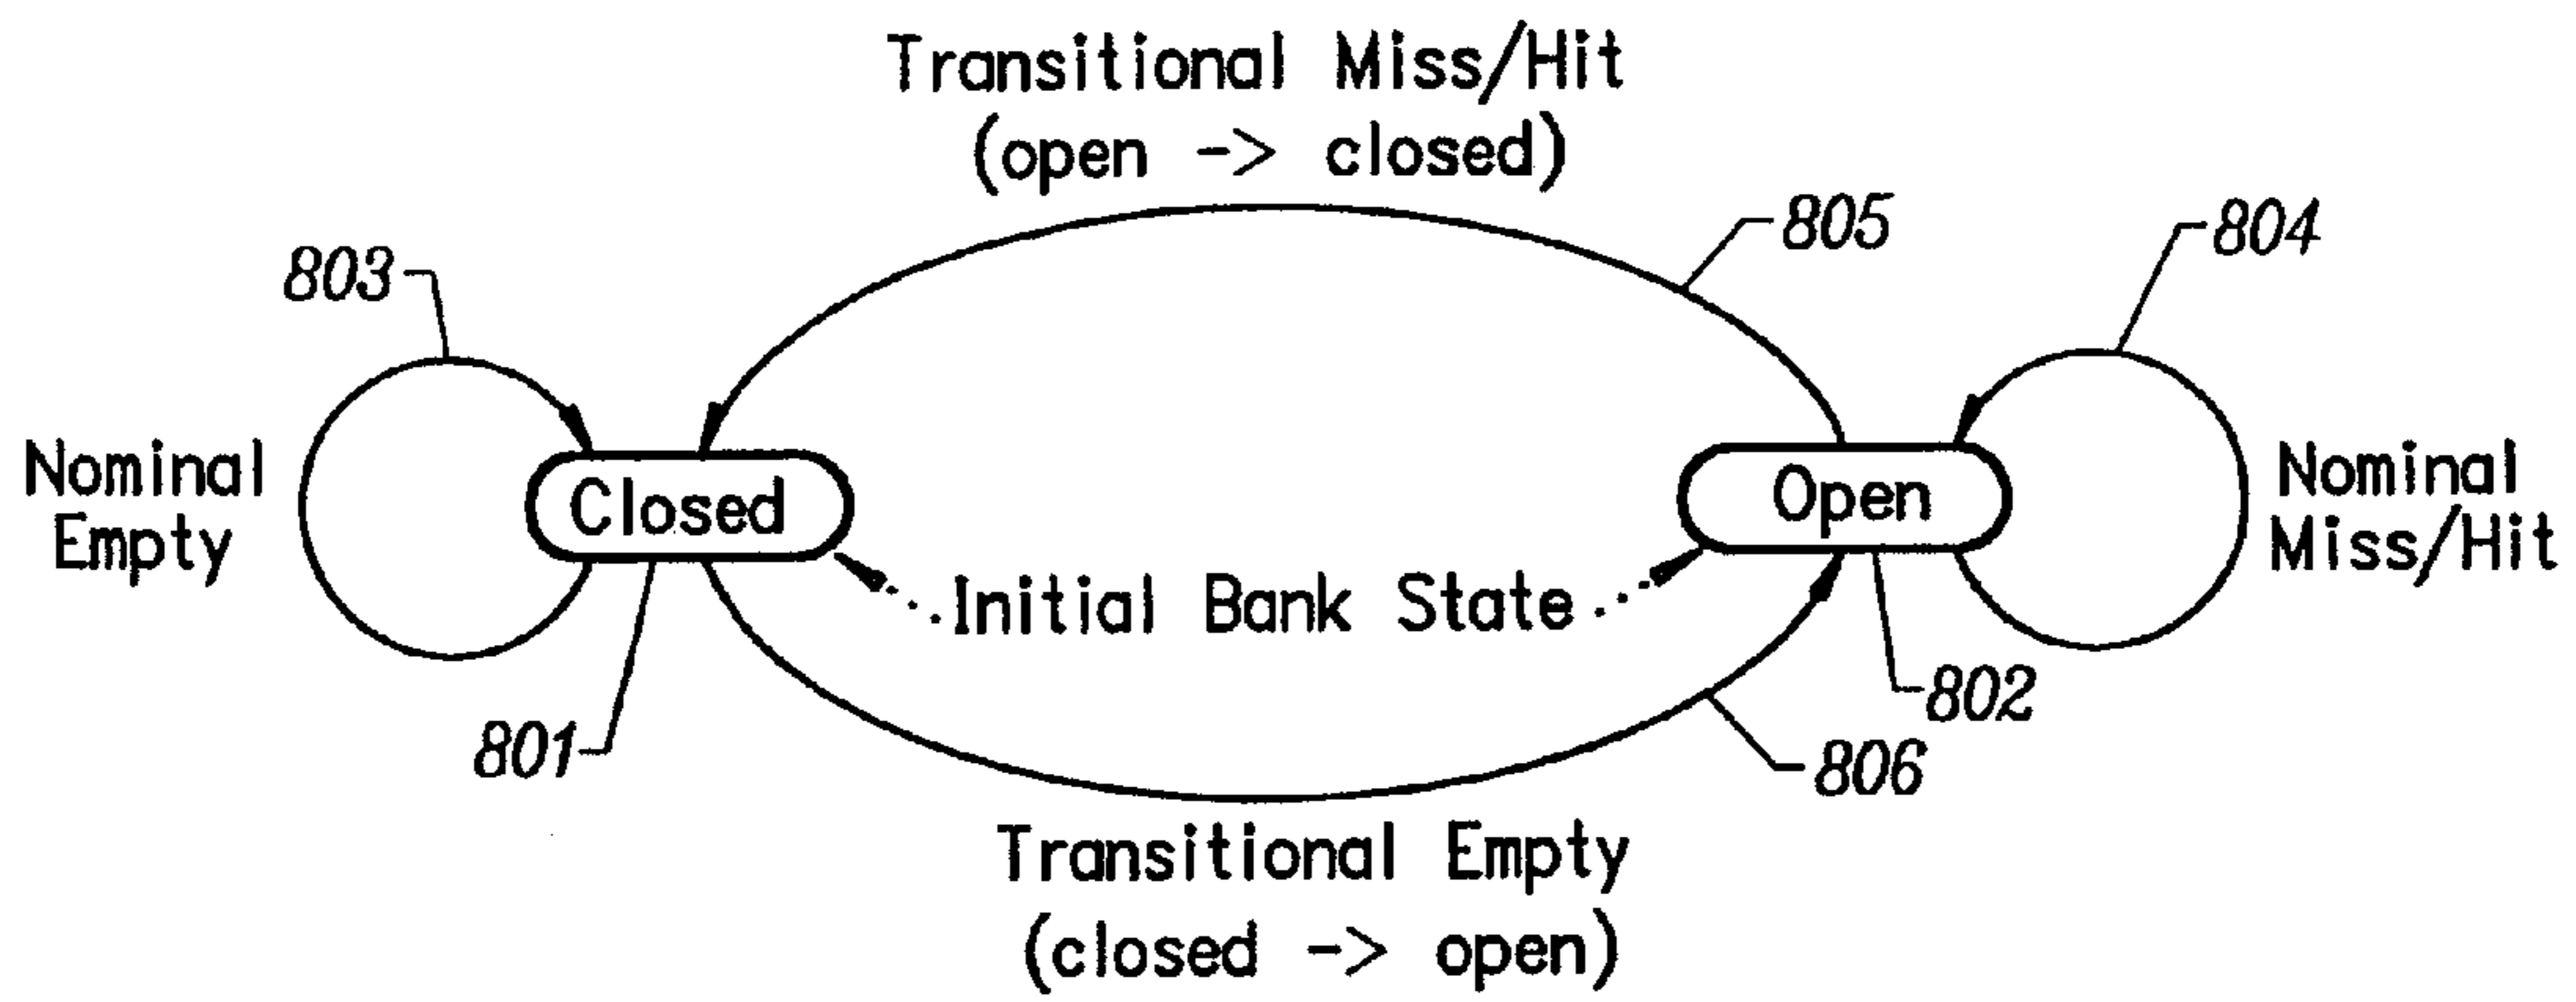 Transitional Miss/Hit
(open -> closed)
805
804
803
Nominal
Empty
Closed
Open
Nominal
Miss/Hit
Initial Bank State
801
802
806
Transitional Empty
(closed -> open)